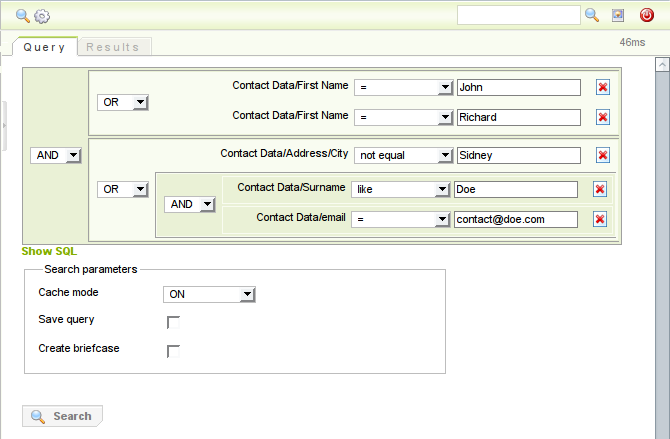 46ms
Query Results
Contact Data/First Name = John
OR
Contact Data/First Name = Richard
AND
Contact Data/Address/City not equal Sidney
OR
Contact Data/Surname like Doe
AND
Contact Data/email = contact@doe.com
Show SQL
Search parameters
Cache mode ON
Save query
Create briefcase
Search